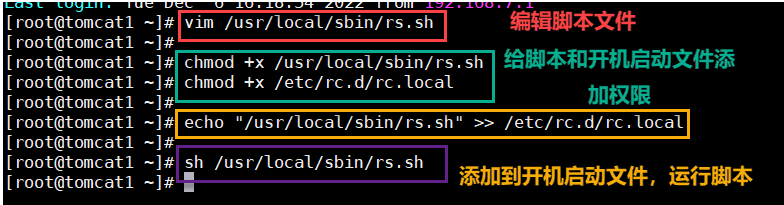 Last login: Tue Dec  6 16:18:54 2022 from 192.168.7.1
[root@tomcat1 ~]# vim /usr/local/sbin/rs.sh 编辑脚本文件
[root@tomcat1 ~]#
[root@tomcat1 ~]# chmod +x /usr/local/sbin/rs.sh 给脚本和开机启动文件添
[root@tomcat1 ~]# chmod +x /etc/rc.d/rc.local 加权限
[root@tomcat1 ~]#
[root@tomcat1 ~]# echo "/usr/local/sbin/rs.sh" >> /etc/rc.d/rc.local
[root@tomcat1 ~]#
[root@tomcat1 ~]# sh /usr/local/sbin/rs.sh
[root@tomcat1 ~]# 添加到开机启动文件，运行脚本